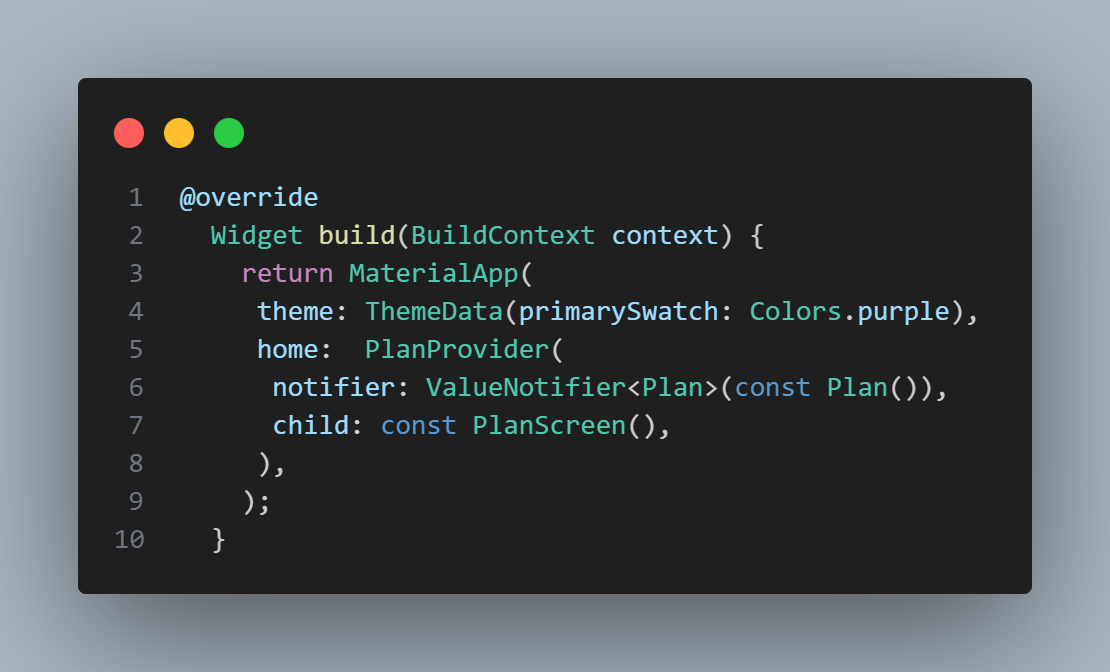 1 @override
2   Widget build(BuildContext context) {
3     return MaterialApp(
4      theme: ThemeData(primarySwatch: Colors.purple),
5      home:  PlanProvider(
6       notifier: ValueNotifier<Plan>(const Plan()),
7       child: const PlanScreen(),
8      ),
9     );
10   }